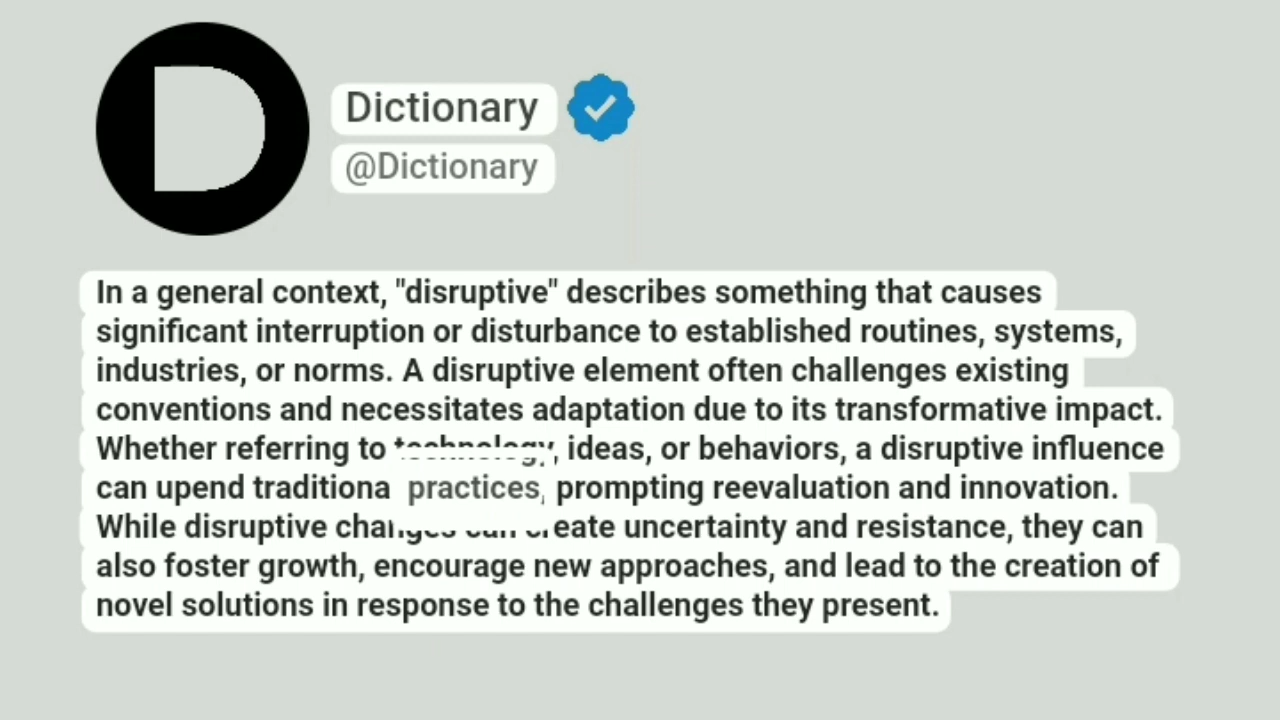 D
Dictionary
@Dictionary
In a general context, "disruptive" describes something that causes
significant interruption or disturbance to established routines, systems,
industries, or norms. A disruptive element often challenges existing
conventions and necessitates adaptation due to its transformative impact.
Whether referring to technology, ideas, or behaviors, a disruptive influence
can upend traditiona practices, prompting reevaluation and innovation.
While disruptive changes can create uncertainty and resistance, they can
also foster growth, encourage new approaches, and lead to the creation of
novel solutions in response to the challenges they present.